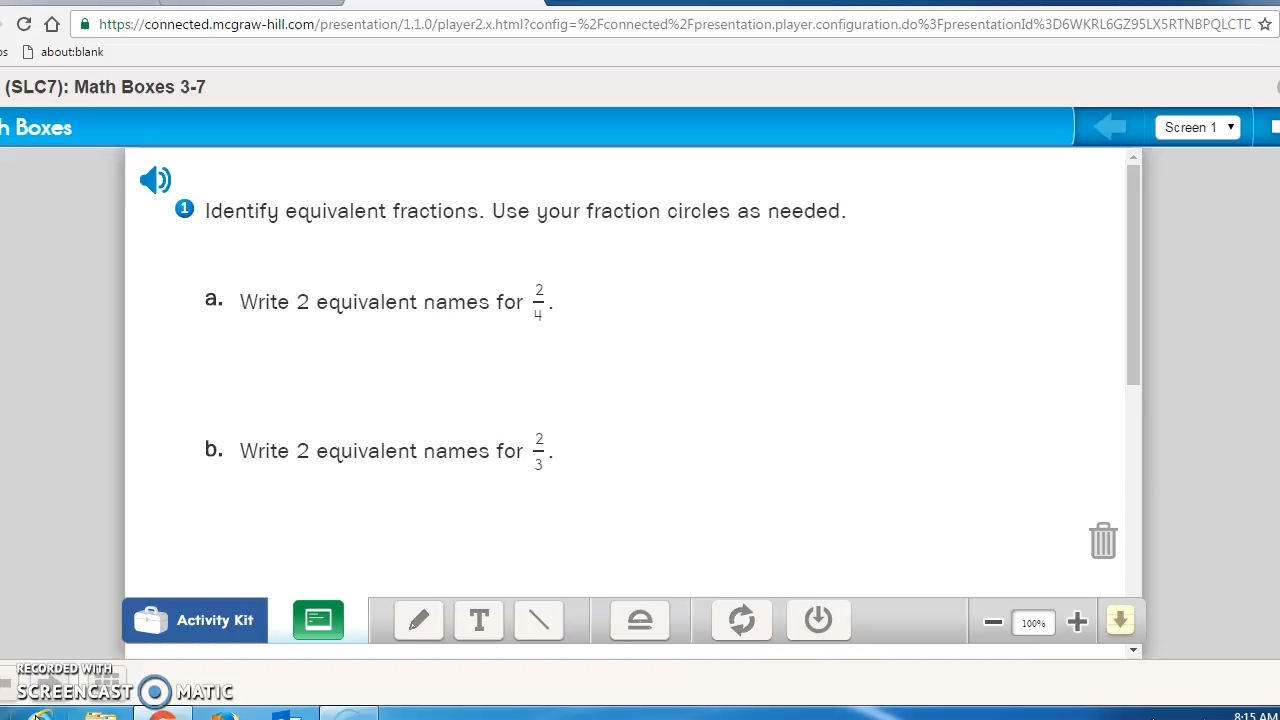 https://connected.mcgraw-hill.com/presentation/1.1.0/player2.x.html?config=%2Fconnected%2Fpresentation.player.configuration.do%3FpresentationId%3D6WKRL6GZ95LX5RTNBPQLCTD
ps about:blank
(SLC7): Math Boxes 3-7
h Boxes
Screen 1
1 Identify equivalent fractions. Use your fraction circles as needed.
a. Write 2 equivalent names for 2/4.
b. Write 2 equivalent names for 2/3.
Activity Kit
T
100%
RECORDED WITH
SCREENCAST MATIC
8:15 AM